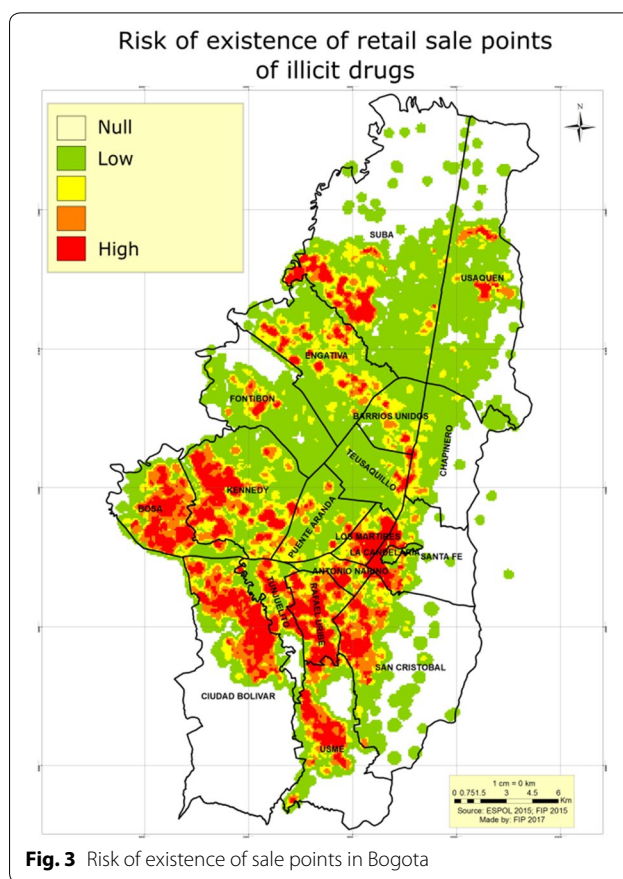 Risk of existence of retail sale points
of illicit drugs
N
Null
Low
High
SUBA
USAQUEN
ENGATIVA
FONTIBON
BARRIOS UNIDOS
CHAPINERO
TEUSAQUILLO
KENNEDY
BOSA
PUENTE ARANDA
LOS MARTIRES
LA CANDELARIA
SANTA FE
ANTONIO NARIÑO
TUNJUELITO
RAFAEL URIBE
SAN CRISTOBAL
CIUDAD BOLIVAR
USME
1 cm = 0 km
0 0.751.5 3 4.5 6
Km
Source: ESPOL 2015; FIP 2015
Made by: FIP 2017
Fig. 3 Risk of existence of sale points in Bogota